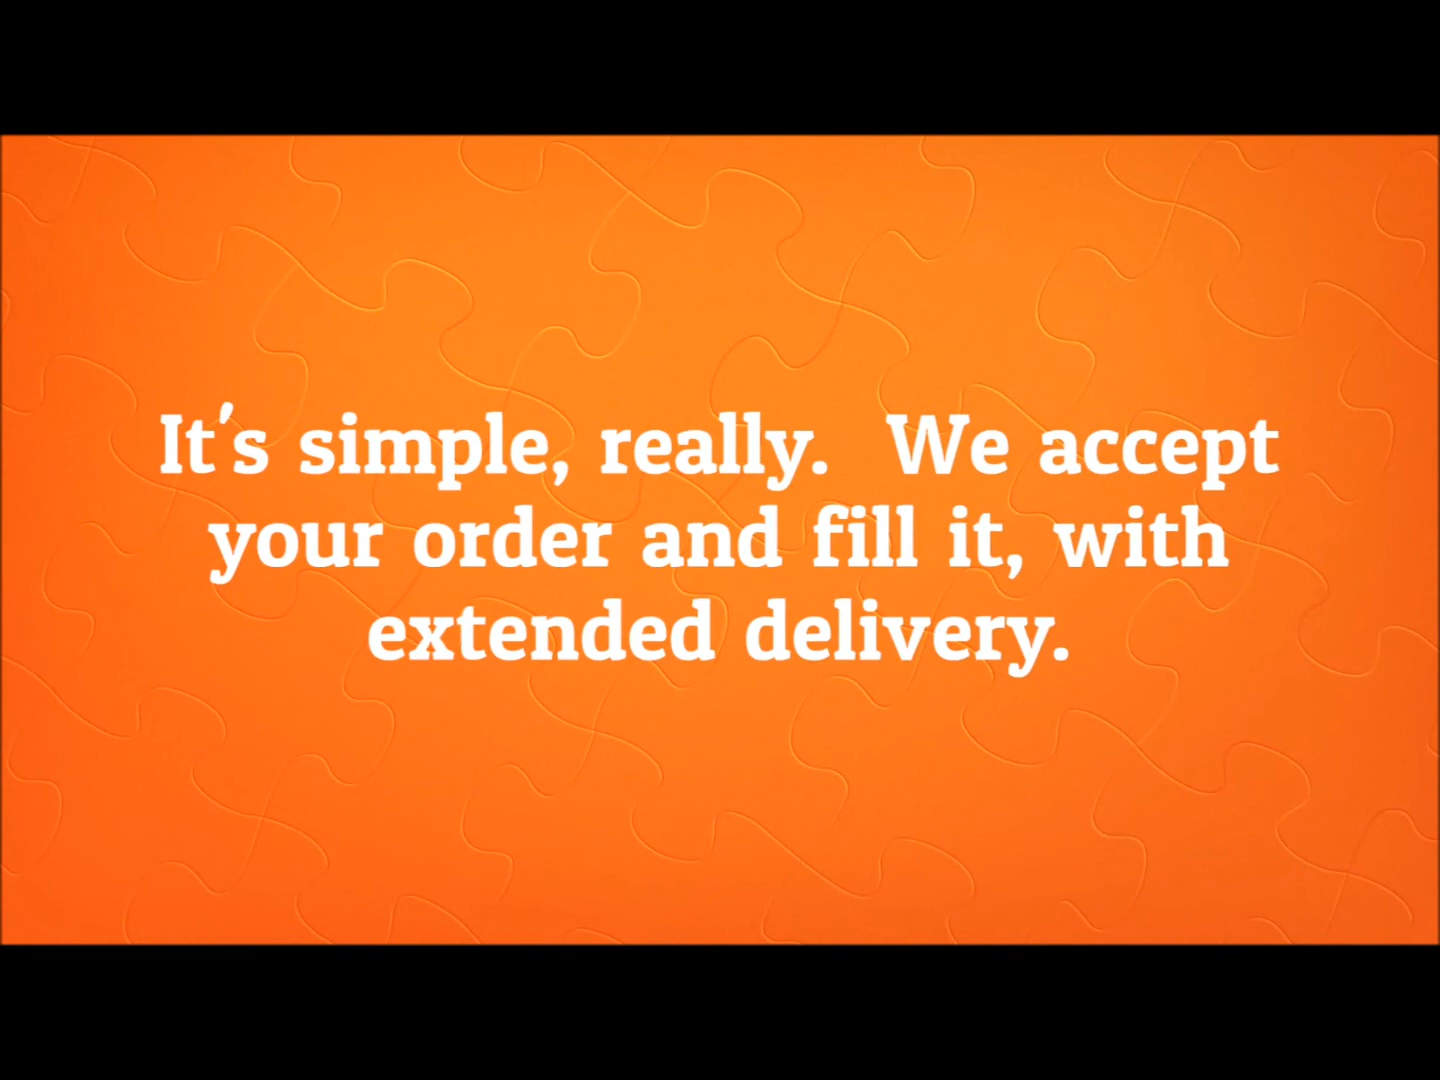 It's simple, really.  We accept
your order and fill it, with
extended delivery.